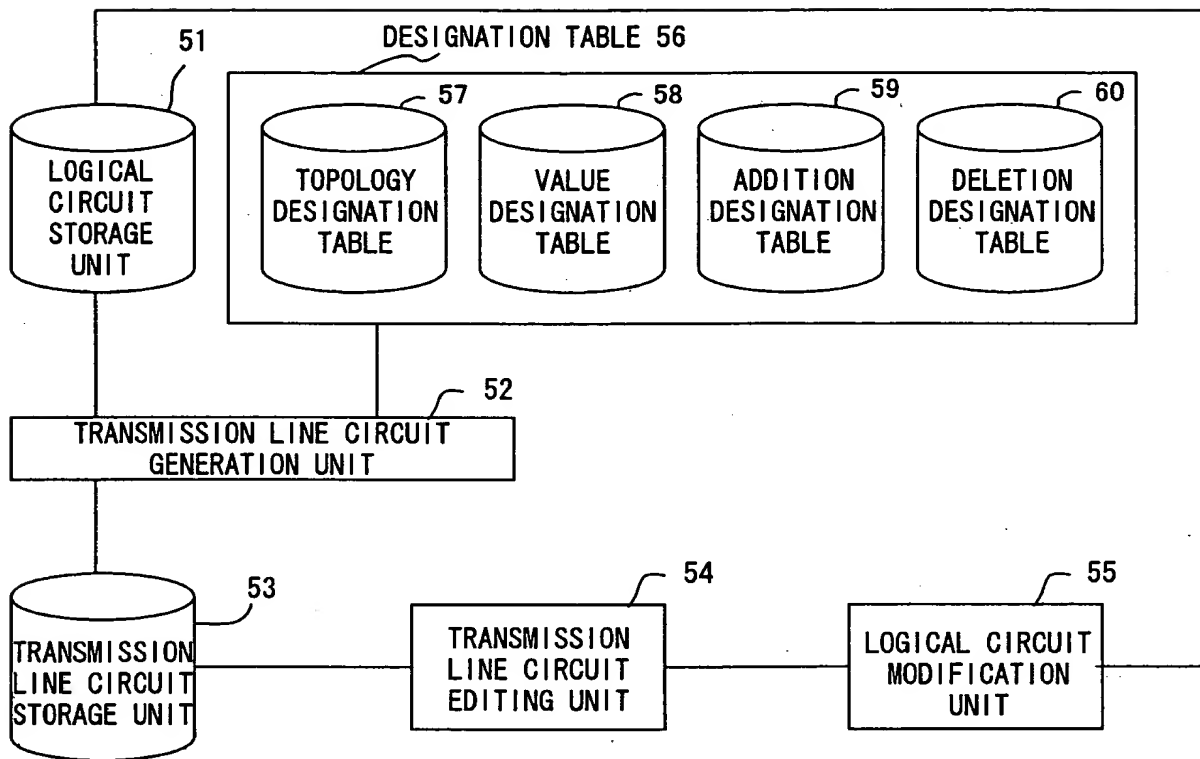 DESIGNATION TABLE 56
51
57
58
59
60
LOGICAL
CIRCUIT
STORAGE
UNIT
TOPOLOGY
DESIGNATION
TABLE
VALUE
DESIGNATION
TABLE
ADDITION
DESIGNATION
TABLE
DELETION
DESIGNATION
TABLE
52
TRANSMISSION LINE CIRCUIT
GENERATION UNIT
53
TRANSMISSION
LINE CIRCUIT
STORAGE UNIT
54
TRANSMISSION
LINE CIRCUIT
EDITING UNIT
55
LOGICAL CIRCUIT
MODIFICATION
UNIT